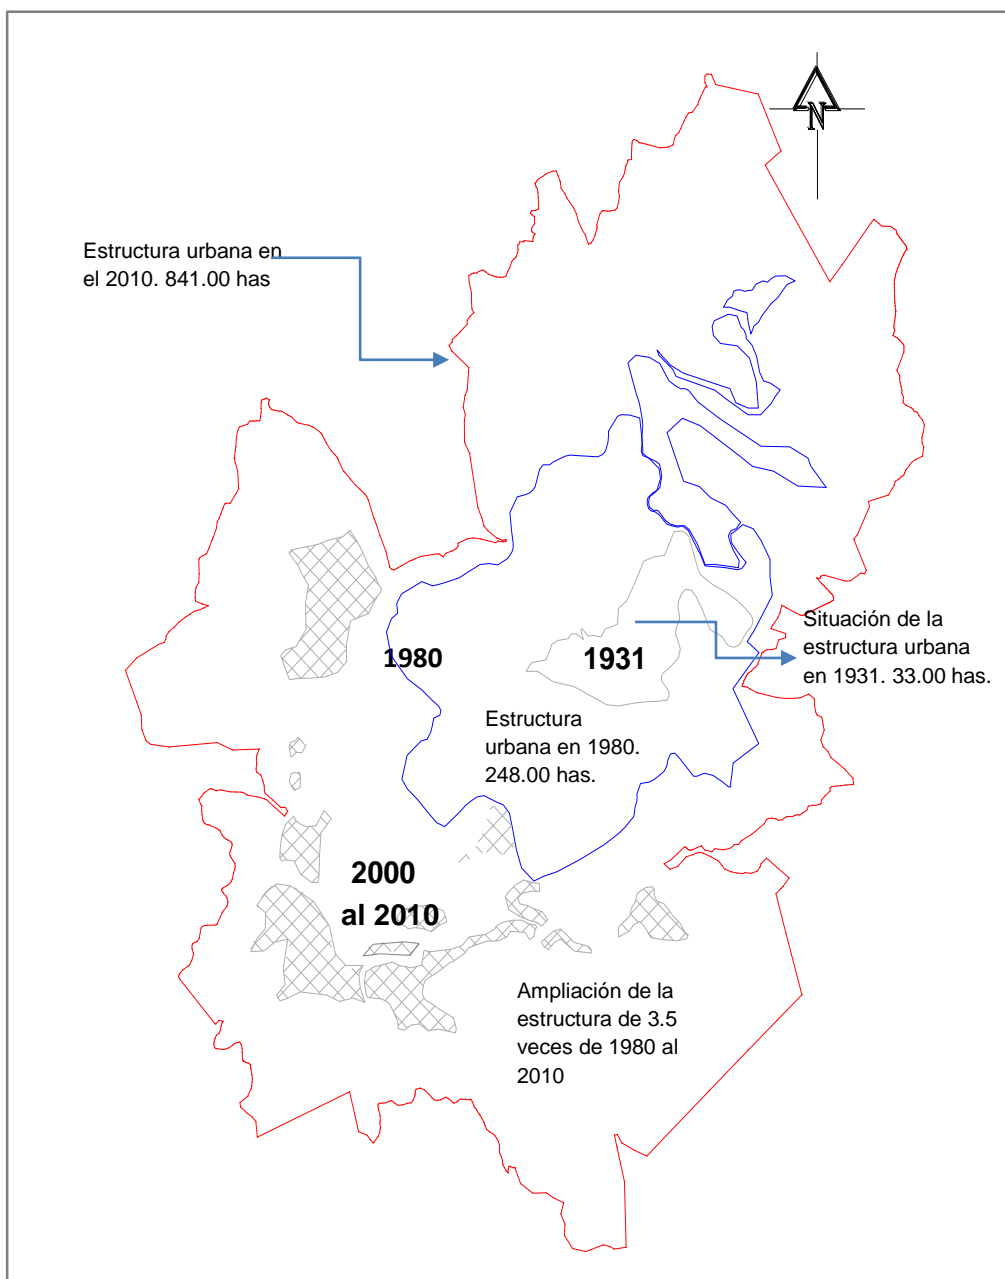 N
Estructura urbana en
el 2010. 841.00 has
Situación de la
estructura urbana
en 1931. 33.00 has.
1980
1931
Estructura
urbana en 1980.
248.00 has.
2000
al 2010
Ampliación de la
estructura de 3.5
veces de 1980 al
2010